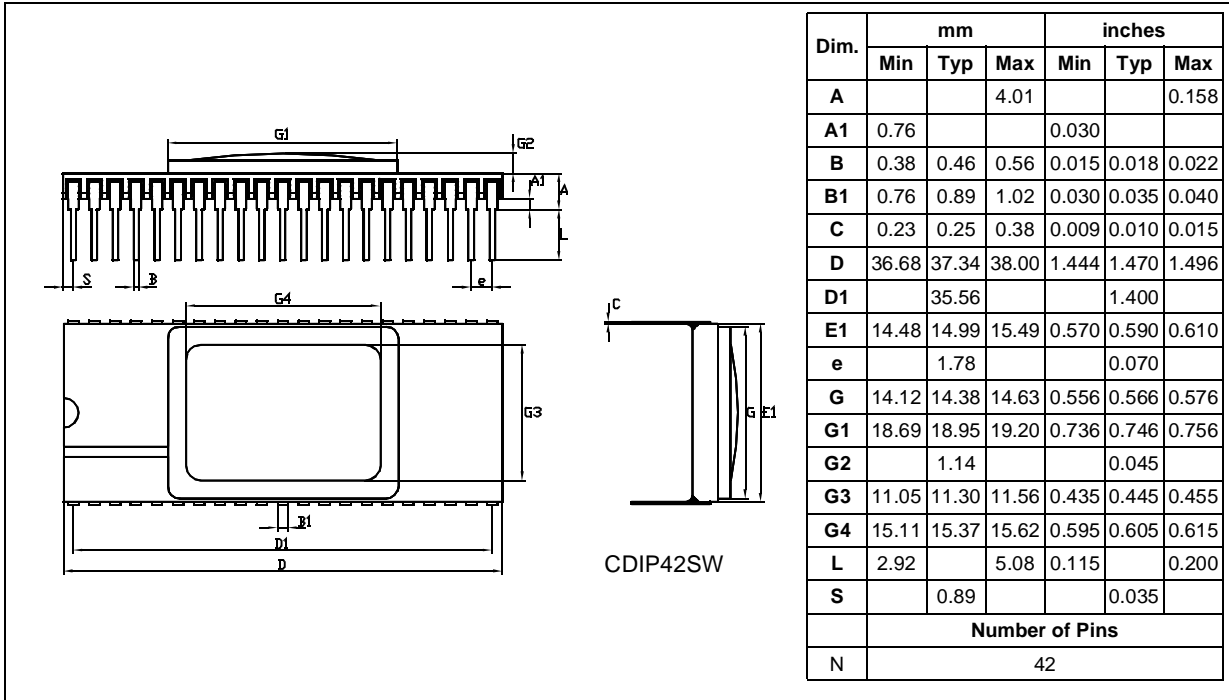 G1
G2
A1
A
L
S
B
e
G4
C
G3
G
E1
B1
D1
D
CDIP42SW
Dim. mm inches
Min Typ Max Min Typ Max
A 4.01 0.158
A1 0.76 0.030
B 0.38 0.46 0.56 0.015 0.018 0.022
B1 0.76 0.89 1.02 0.030 0.035 0.040
C 0.23 0.25 0.38 0.009 0.010 0.015
D 36.68 37.34 38.00 1.444 1.470 1.496
D1 35.56 1.400
E1 14.48 14.99 15.49 0.570 0.590 0.610
e 1.78 0.070
G 14.12 14.38 14.63 0.556 0.566 0.576
G1 18.69 18.95 19.20 0.736 0.746 0.756
G2 1.14 0.045
G3 11.05 11.30 11.56 0.435 0.445 0.455
G4 15.11 15.37 15.62 0.595 0.605 0.615
L 2.92 5.08 0.115 0.200
S 0.89 0.035
Number of Pins
N 42